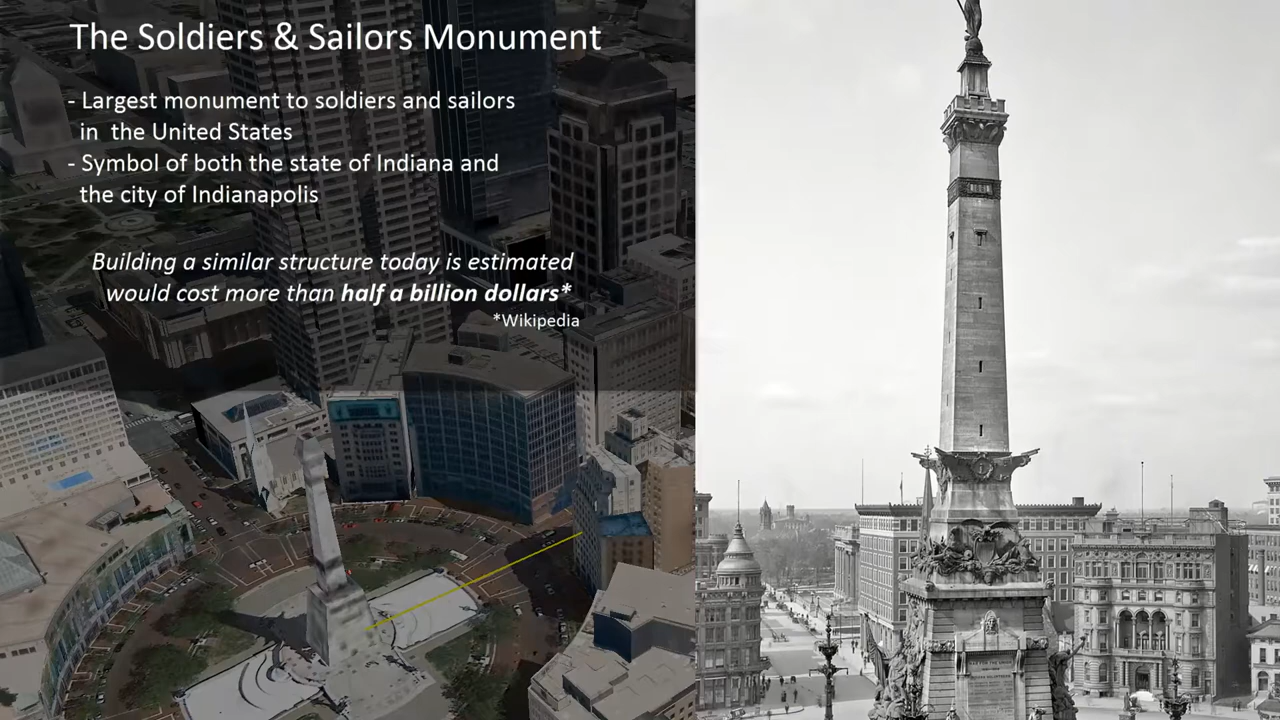 The Soldiers & Sailors Monument
- Largest monument to soldiers and sailors
in the United States
- Symbol of both the state of Indiana and
the city of Indianapolis
Building a similar structure today is estimated
would cost more than half a billion dollars*
*Wikipedia